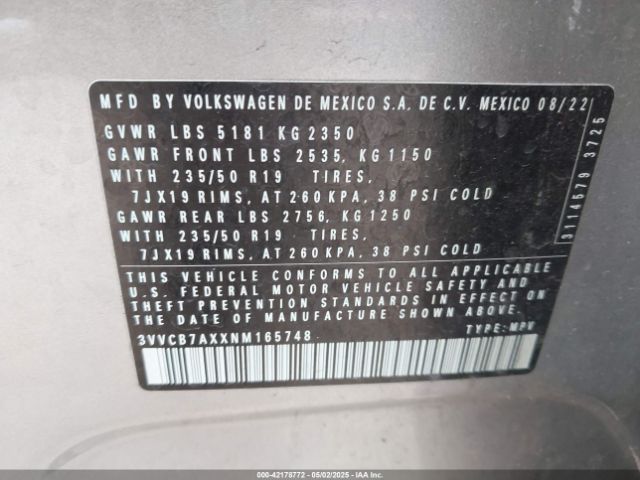 MFD BY VOLKSWAGEN DE MEXICO S.A. DE C.V. MEXICO 08/22
GVWR LBS 5181 KG 2350
GAWR FRONT LBS 2535, KG 1150
WITH 235/50 R19 TIRES,
7JX19 RIMS, AT 260 KPA, 38 PSI COLD
GAWR REAR LBS 2756, KG 1250
WITH 235/50 R19 TIRES,
7JX19 RIMS, AT 260 KPA, 38 PSI COLD
THIS VEHICLE CONFORMS TO ALL APPLICABLE
U.S. FEDERAL MOTOR VEHICLE SAFETY AND
THEFT PREVENTION STANDARDS IN EFFECT ON
THE DATE OF MANUFACTURE SHOWN ABOVE.
3VVCB7AXXNM165748 TYPE: MPV
3114579 3725
000-42178772 - 05/02/2025 - IAAI.COM